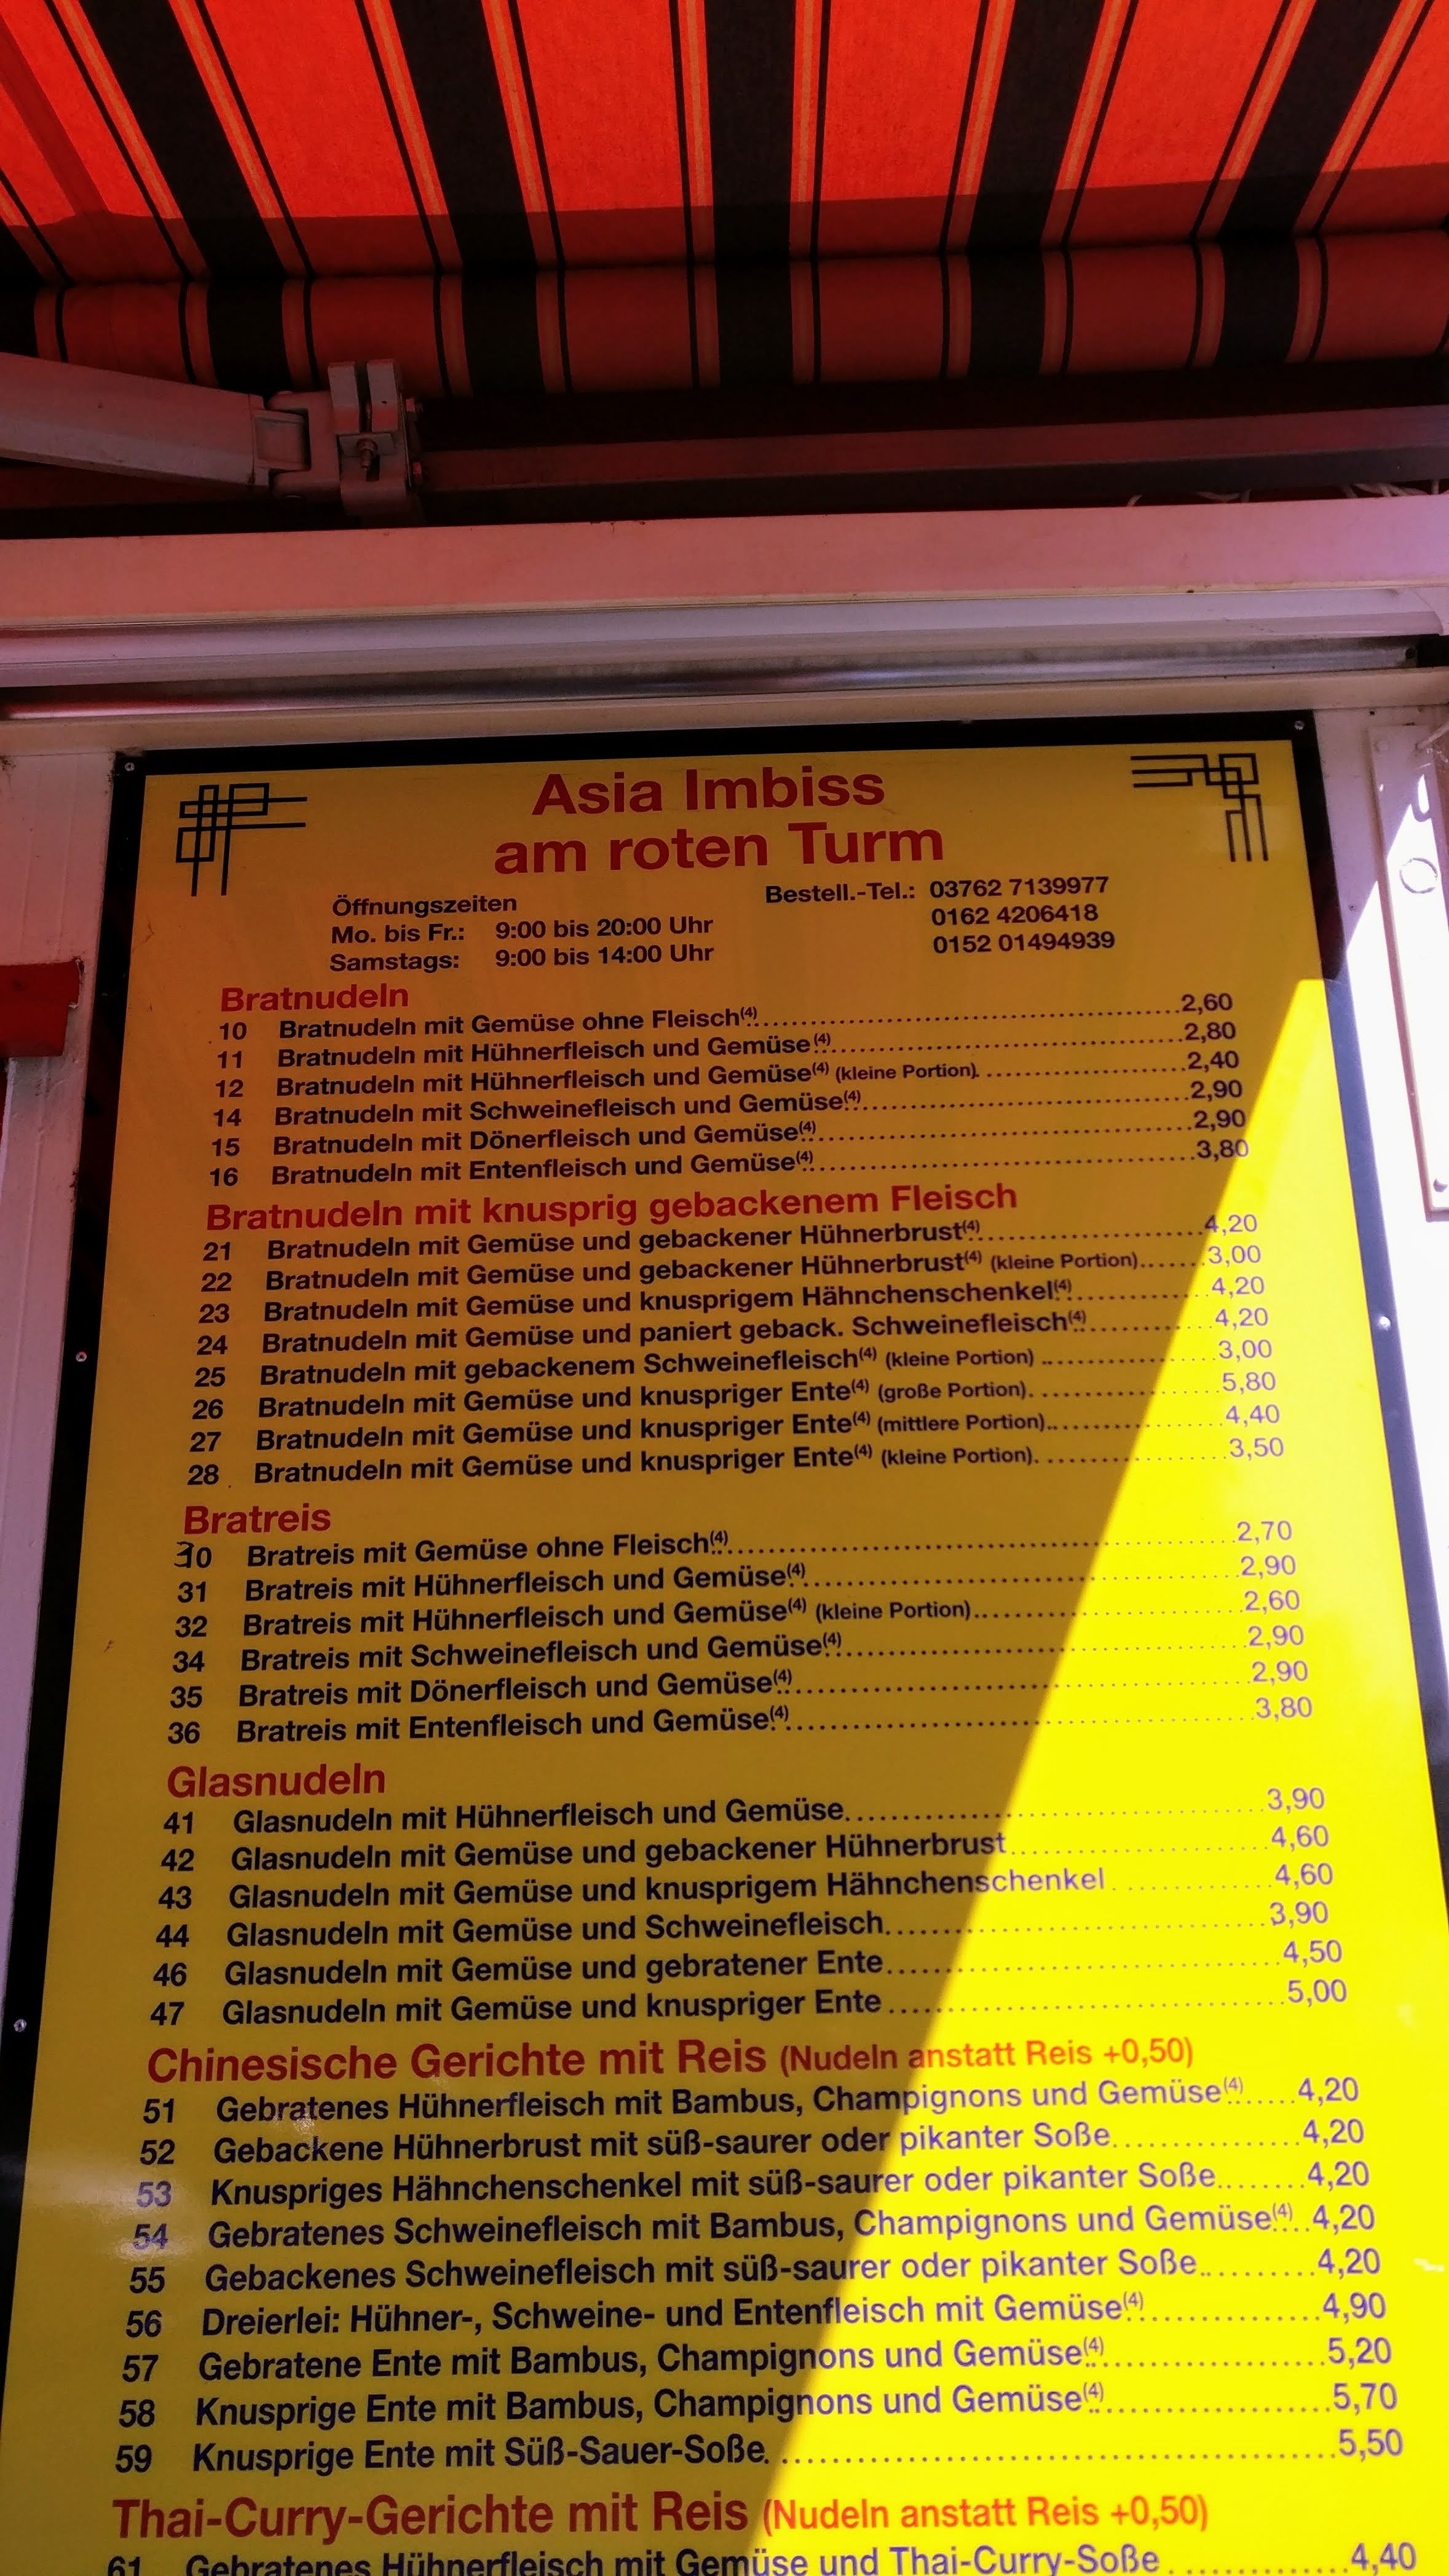 Asia Imbiss
am roten Turm
Öffnungszeiten
Mo. bis Fr.: 9:00 bis 20:00 Uhr
Samstags: 9:00 bis 14:00 Uhr
Bestell.-Tel.: 03762 7139977
0162 4206418
0152 01494939
Bratnudeln
10 Bratnudeln mit Gemüse ohne Fleisch(4) 2,60
11 Bratnudeln mit Hühnerfleisch und Gemüse(4) 2,80
12 Bratnudeln mit Hühnerfleisch und Gemüse(4) (kleine Portion) 2,40
14 Bratnudeln mit Schweinefleisch und Gemüse(4) 2,90
15 Bratnudeln mit Dönerfleisch und Gemüse(4) 2,90
16 Bratnudeln mit Entenfleisch und Gemüse(4) 3,80
Bratnudeln mit knusprig gebackenem Fleisch
21 Bratnudeln mit Gemüse und gebackener Hühnerbrust(4) 4,20
22 Bratnudeln mit Gemüse und gebackener Hühnerbrust(4) (kleine Portion) 3,00
23 Bratnudeln mit Gemüse und knusprigem Hähnchenschenkel(4) 4,20
24 Bratnudeln mit Gemüse und paniert geback. Schweinefleisch(4) 4,20
25 Bratnudeln mit gebackenem Schweinefleisch(4) (kleine Portion) 3,00
26 Bratnudeln mit Gemüse und knuspriger Ente(4) (große Portion) 5,80
27 Bratnudeln mit Gemüse und knuspriger Ente(4) (mittlere Portion) 4,40
28 Bratnudeln mit Gemüse und knuspriger Ente(4) (kleine Portion) 3,50
Bratreis
30 Bratreis mit Gemüse ohne Fleisch(4) 2,70
31 Bratreis mit Hühnerfleisch und Gemüse(4) 2,90
32 Bratreis mit Hühnerfleisch und Gemüse(4) (kleine Portion) 2,60
34 Bratreis mit Schweinefleisch und Gemüse(4) 2,90
35 Bratreis mit Dönerfleisch und Gemüse(4) 2,90
36 Bratreis mit Entenfleisch und Gemüse(4) 3,80
Glasnudeln
41 Glasnudeln mit Hühnerfleisch und Gemüse 3,90
42 Glasnudeln mit Gemüse und gebackener Hühnerbrust 4,60
43 Glasnudeln mit Gemüse und knusprigem Hähnchenschenkel 4,60
44 Glasnudeln mit Gemüse und Schweinefleisch 3,90
46 Glasnudeln mit Gemüse und gebratener Ente 4,50
47 Glasnudeln mit Gemüse und knuspriger Ente 5,00
Chinesische Gerichte mit Reis (Nudeln anstatt Reis +0,50)
51 Gebratenes Hühnerfleisch mit Bambus, Champignons und Gemüse(4) 4,20
52 Gebackene Hühnerbrust mit süß-saurer oder pikanter Soße 4,20
53 Knuspriges Hähnchenschenkel mit süß-saurer oder pikanter Soße 4,20
54 Gebratenes Schweinefleisch mit Bambus, Champignons und Gemüse(4) 4,20
55 Gebackenes Schweinefleisch mit süß-saurer oder pikanter Soße 4,20
56 Dreierlei: Hühner-, Schweine- und Entenfleisch mit Gemüse(4) 4,90
57 Gebratene Ente mit Bambus, Champignons und Gemüse(4) 5,20
58 Knusprige Ente mit Bambus, Champignons und Gemüse(4) 5,70
59 Knusprige Ente mit Süß-Sauer-Soße 5,50
Thai-Curry-Gerichte mit Reis (Nudeln anstatt Reis +0,50)
61 Gebratenes Hühnerfleisch mit Gemüse und Thai-Curry-Soße 4,40